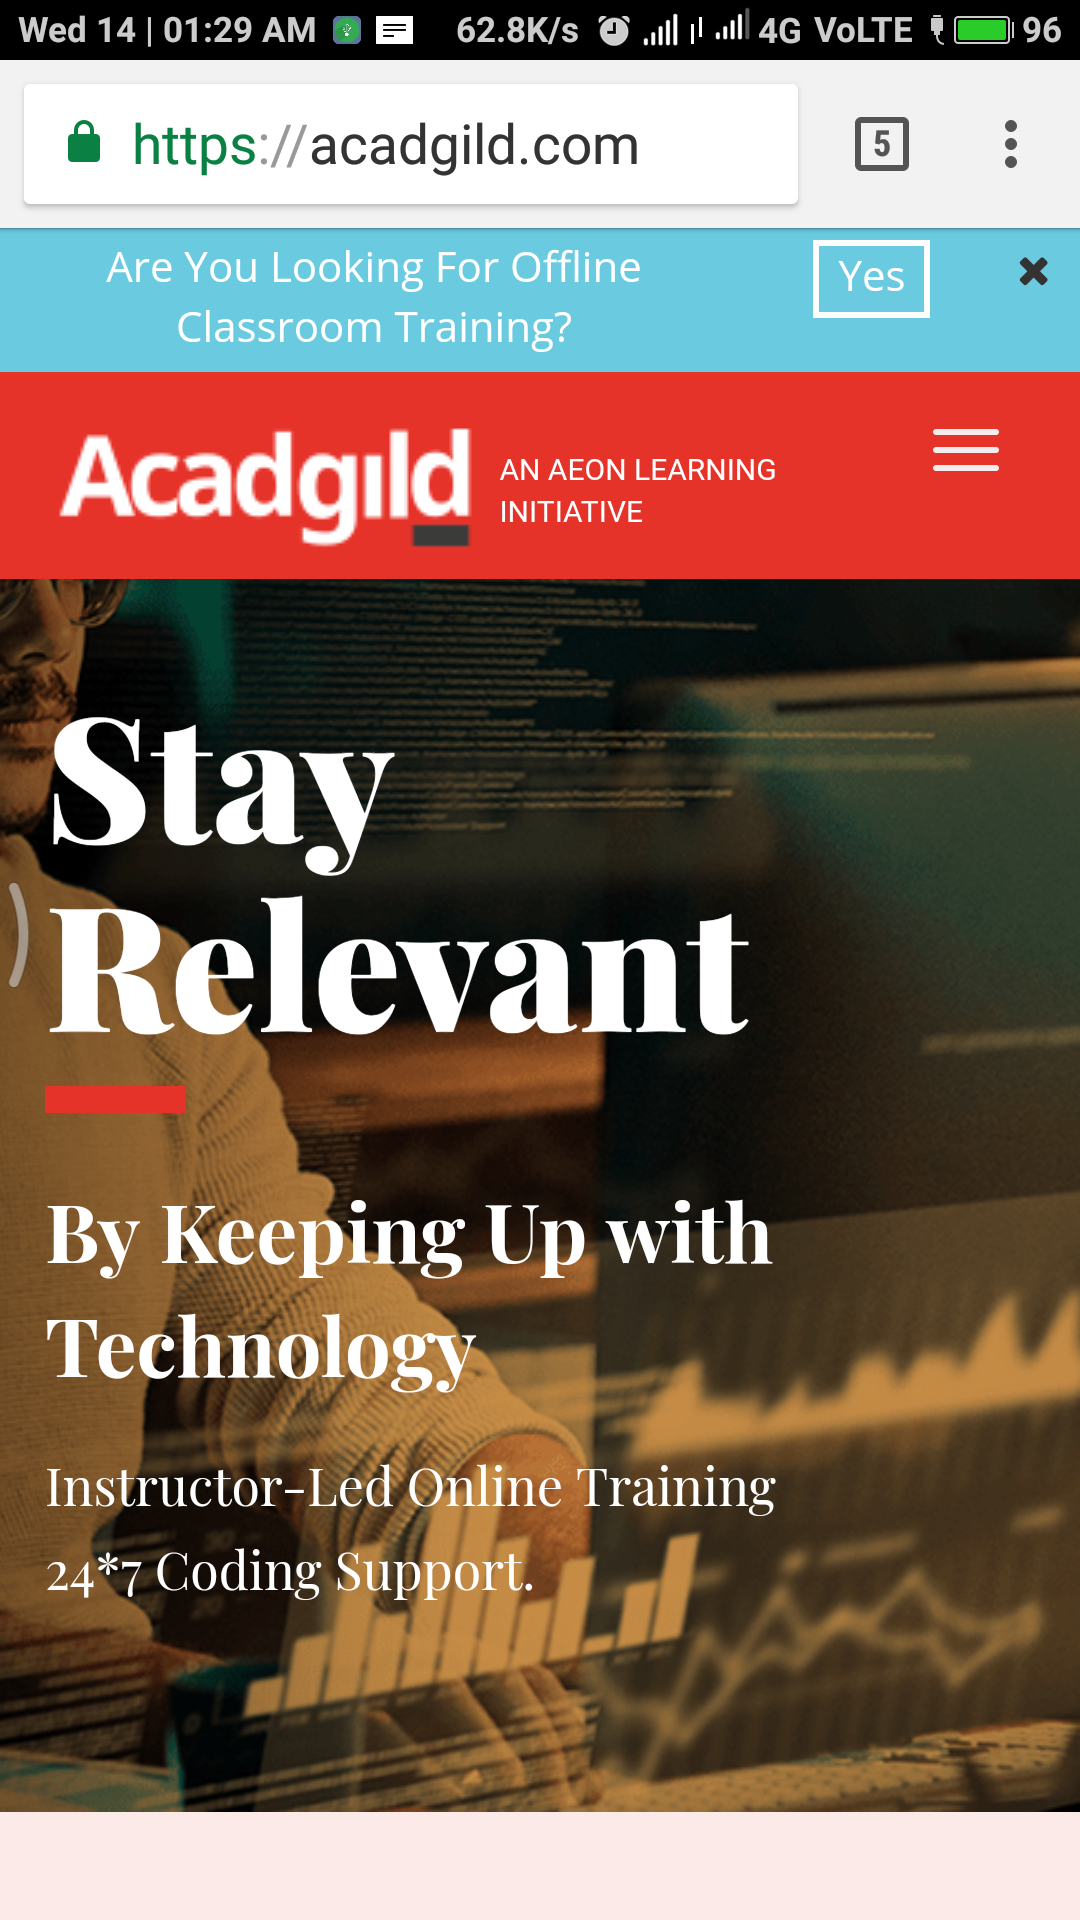 Wed 14 | 01:29 AM 62.8K/s 4G VoLTE 96
https://acadgild.com 5
Are You Looking For Offline
Classroom Training?
Yes
Acadgild
AN AEON LEARNING
INITIATIVE
Stay
Relevant
By Keeping Up with
Technology
Instructor-Led Online Training
24*7 Coding Support.